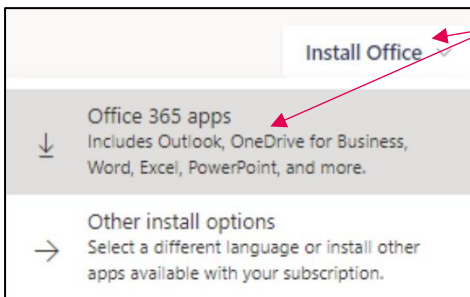 Install Office
Office 365 apps
Includes Outlook, OneDrive for Business,
Word, Excel, PowerPoint, and more.
Other install options
Select a different language or install other
apps available with your subscription.